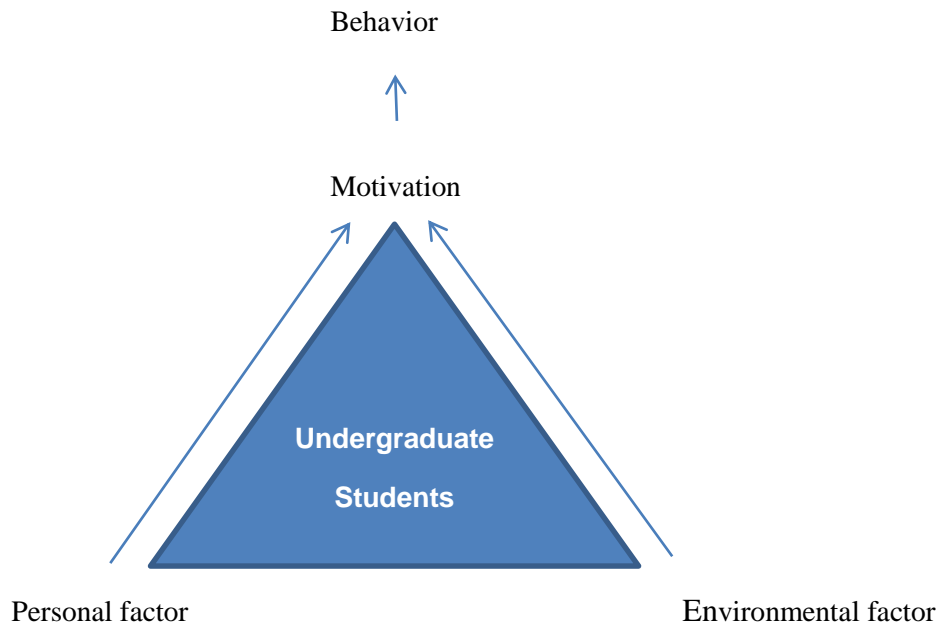 Behavior
Motivation
Undergraduate
Students
Personal factor
Environmental factor